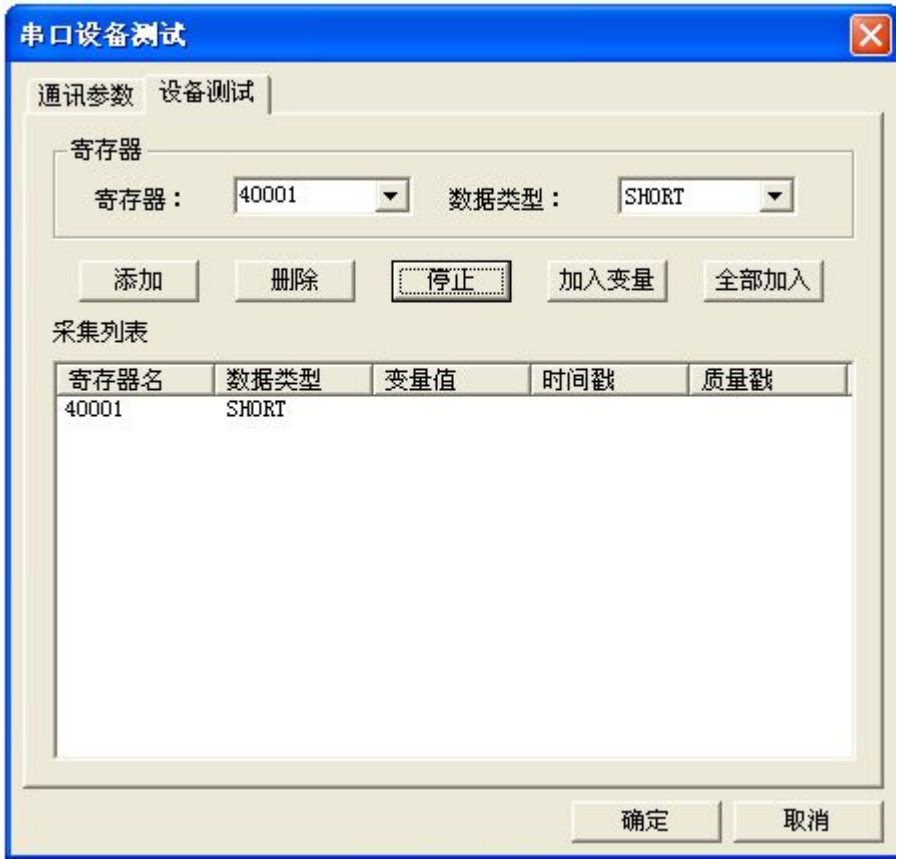 串口设备测试
通讯参数 设备测试
寄存器
寄存器： 40001 数据类型： SHORT
添加 删除 停止 加入变量 全部加入
采集列表
寄存器名 数据类型 变量值 时间戳 质量戳
40001 SHORT
确定 取消